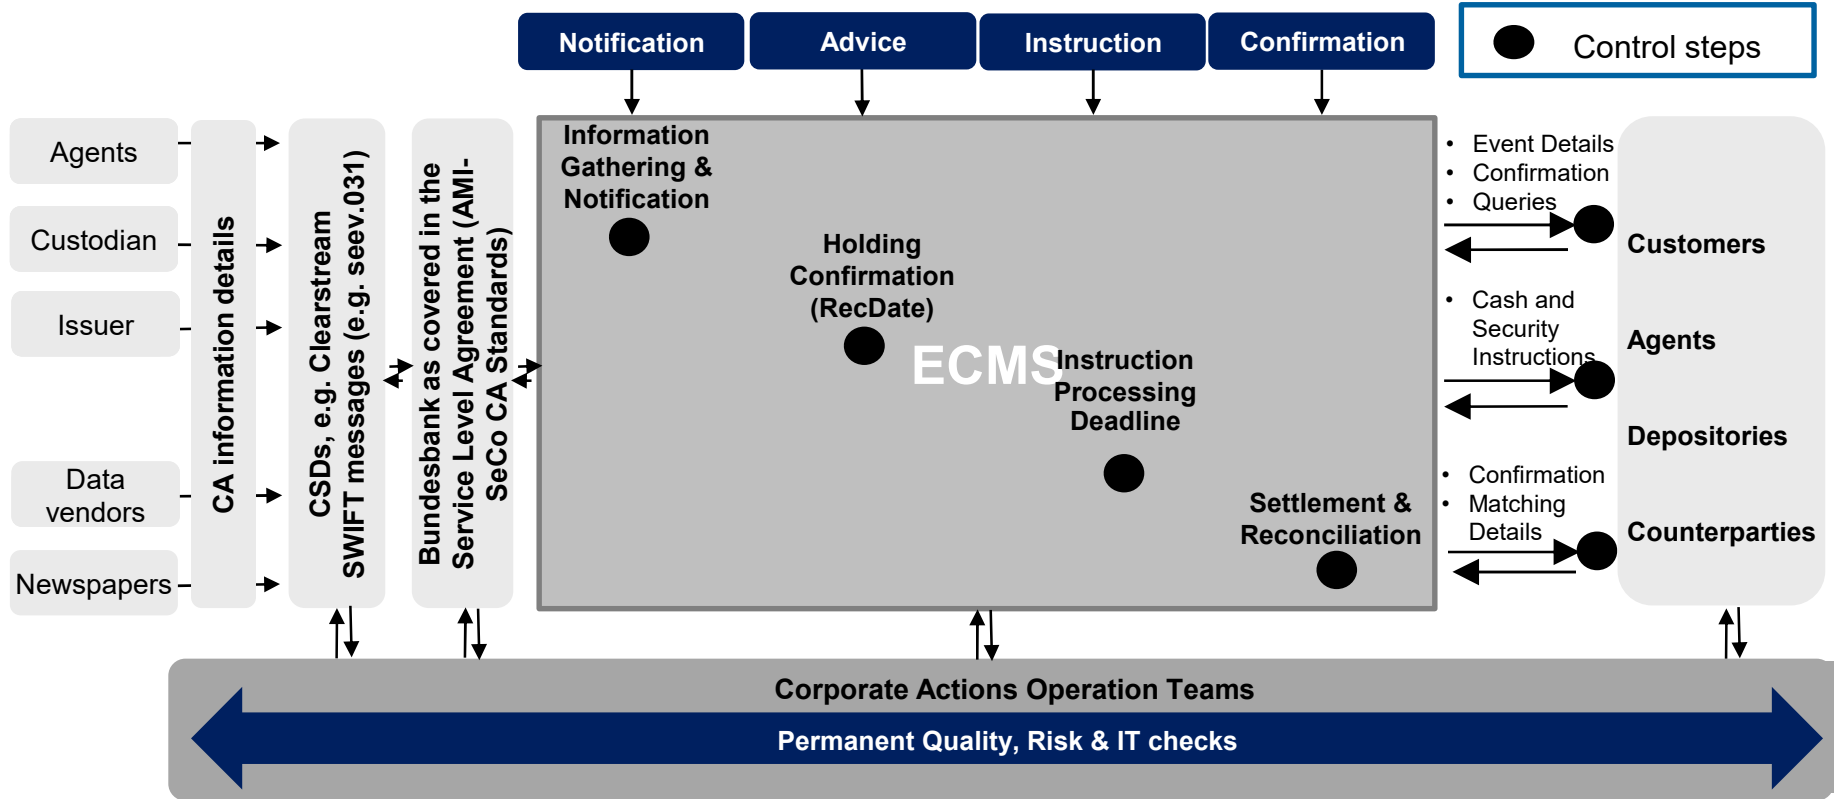 Notification
Advice
Instruction
Confirmation
Control steps
Agents
Custodian
Issuer
Data
vendors
Newspapers
CA information details
CSDs, e.g. Clearstream
SWIFT messages (e.g. seev.031)
Bundesbank as covered in the
Service Level Agreement (AMI-
SeCo CA Standards)
Information
Gathering &
Notification
Holding
Confirmation
(RecDate)
ECMS
Instruction
Processing
Deadline
Settlement &
Reconciliation
• Event Details
• Confirmation
• Queries
• Cash and
Security
Instructions
• Confirmation
• Matching
Details
Customers
Agents
Depositories
Counterparties
Corporate Actions Operation Teams
Permanent Quality, Risk & IT checks